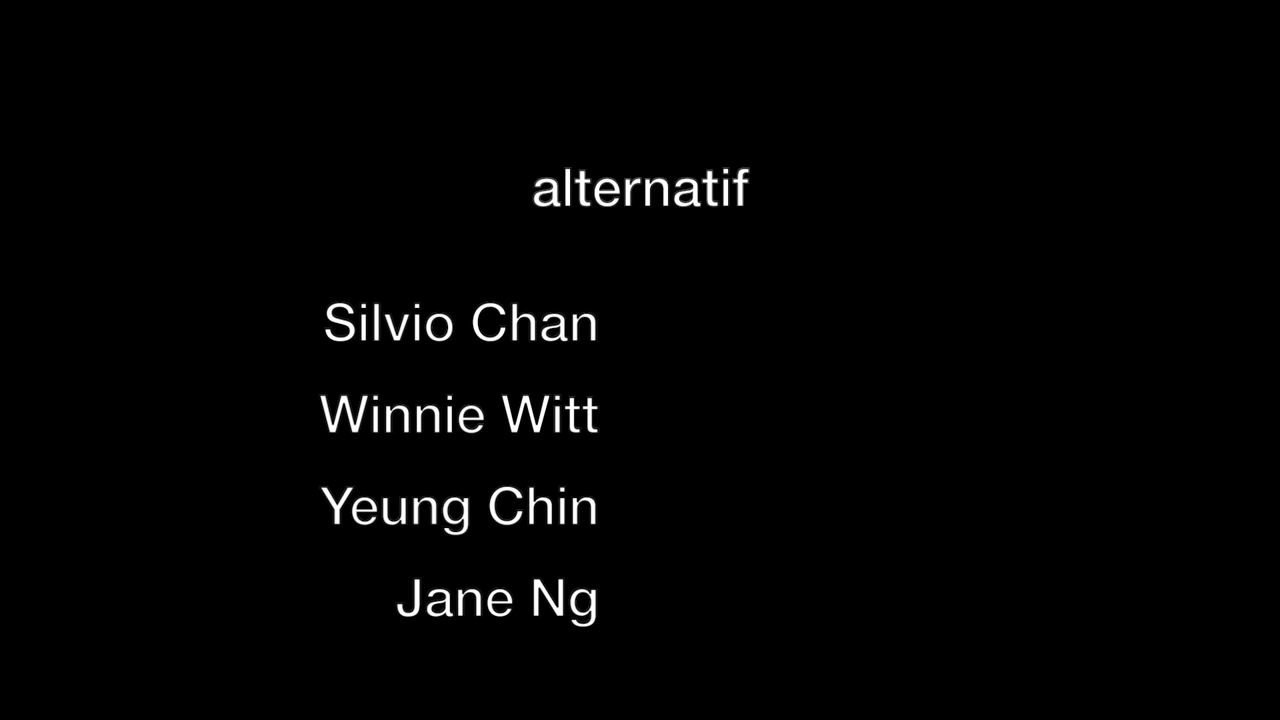 alternatif
Silvio Chan
Winnie Witt
Yeung Chin
Jane Ng